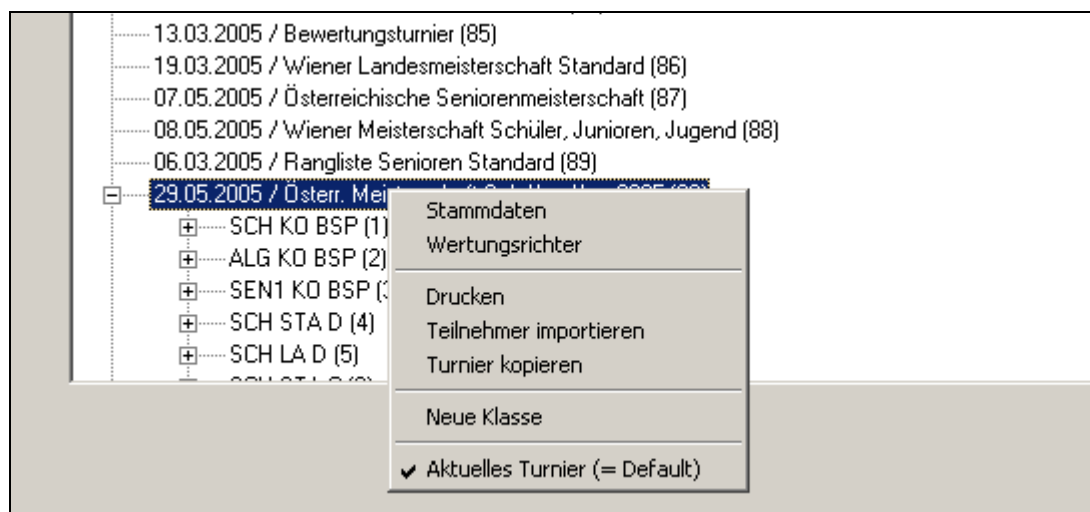 13.03.2005 / Bewertungsturnier (85)
19.03.2005 / Wiener Landesmeisterschaft Standard (86)
07.05.2005 / Österreichische Seniorenmeisterschaft (87)
08.05.2005 / Wiener Meisterschaft Schüler, Junioren, Jugend (88)
06.03.2005 / Rangliste Senioren Standard (89)
29.05.2005 / Österr.
SCH KO BSP (1)
ALG KO BSP (2)
SEN1 KO BSP
SCH STA D (4)
SCH LA D (5)
Stammdaten
Wertungsrichter
Drucken
Teilnehmer importieren
Turnier kopieren
Neue Klasse
Aktuelles Turnier (= Default)